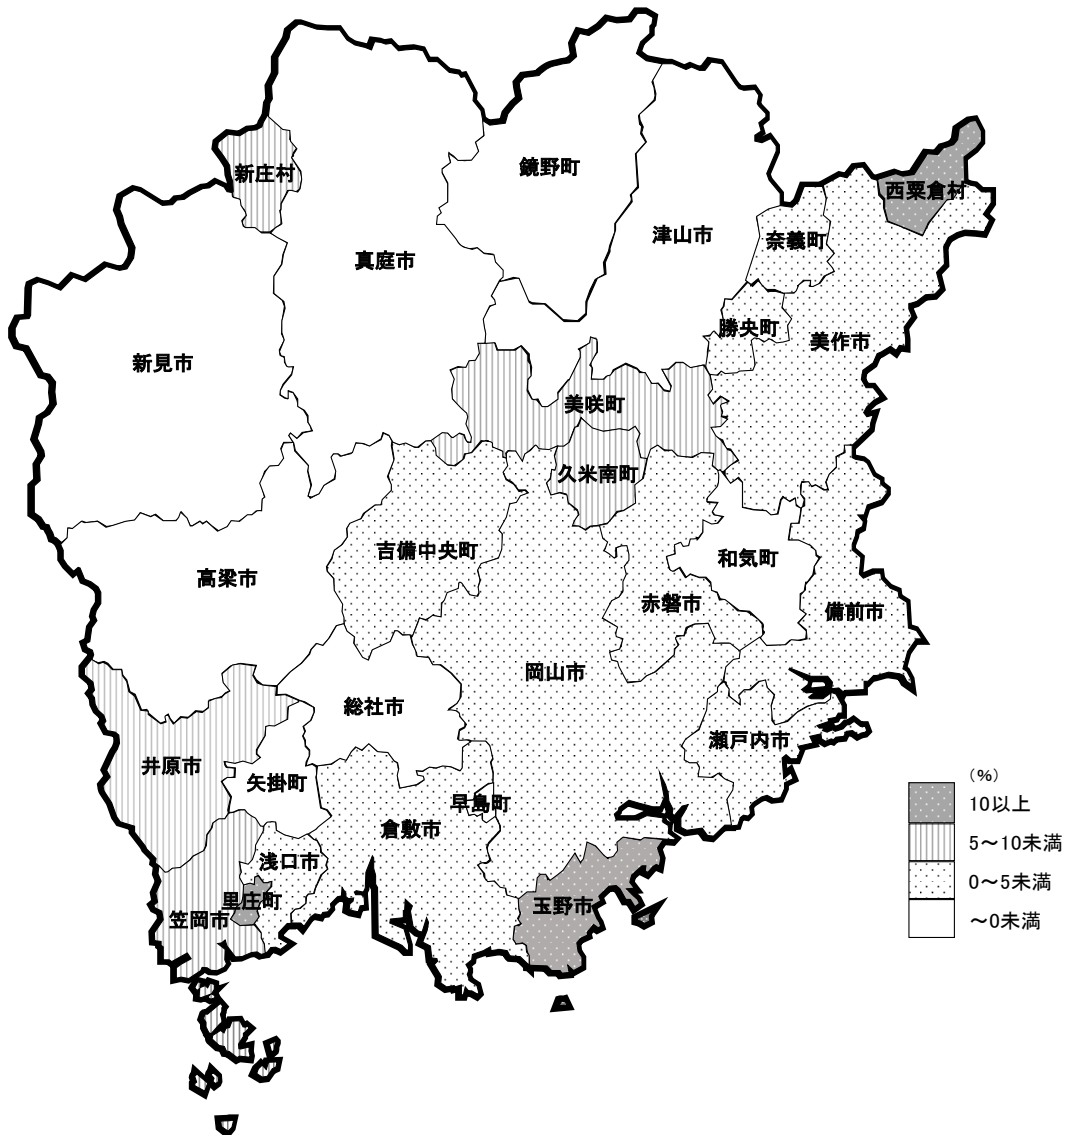 新庄村
鏡野町
西粟倉村
津山市
奈義町
真庭市
勝央町
美作市
新見市
美咲町
久米南町
吉備中央町
和気町
高梁市
赤磐市
備前市
岡山市
総社市
瀬戸内市
井原市
矢掛町
早島町
倉敷市
浅口市
里庄町
玉野市
笠岡市
(%)
10以上
5～10未満
0～5未満
～0未満